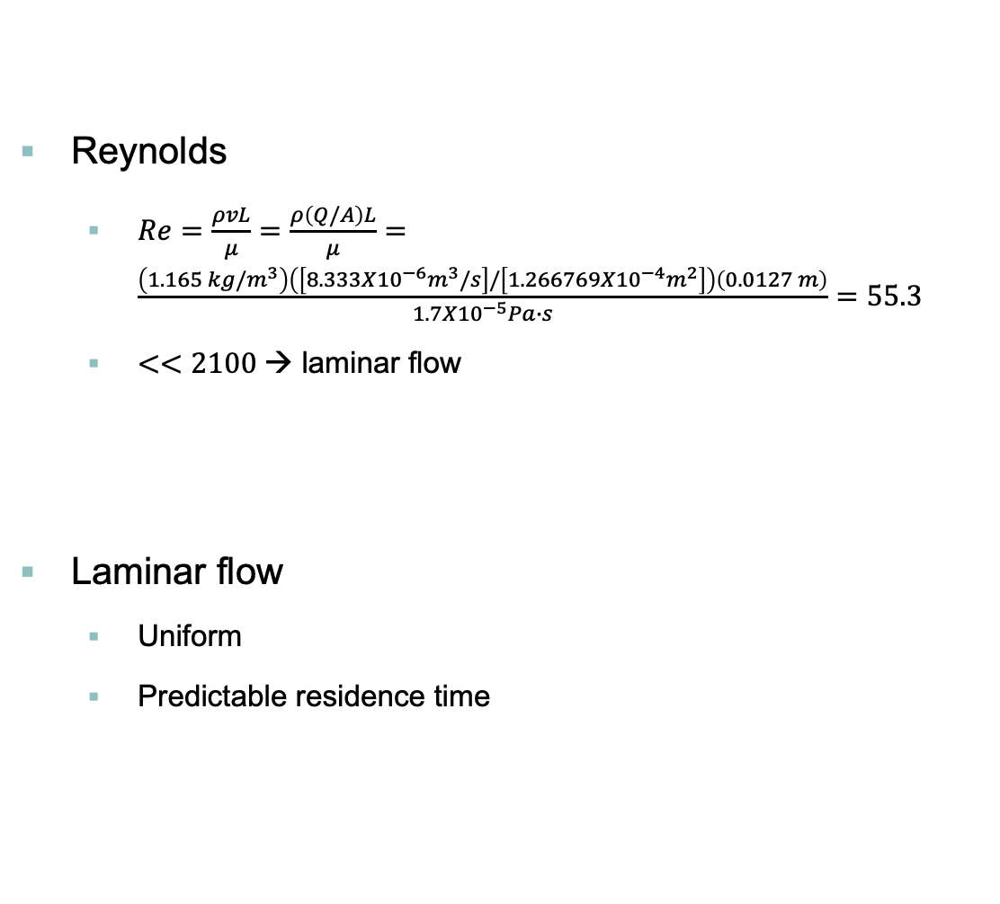 Reynolds
Re = ρvL/μ = ρ(Q/A)L/μ =
(1.165 kg/m³)([8.333X10⁻⁶m³/s]/[1.266769X10⁻⁴m²])(0.0127 m)/1.7X10⁻⁵Pa·s = 55.3
<< 2100 → laminar flow
Laminar flow
Uniform
Predictable residence time